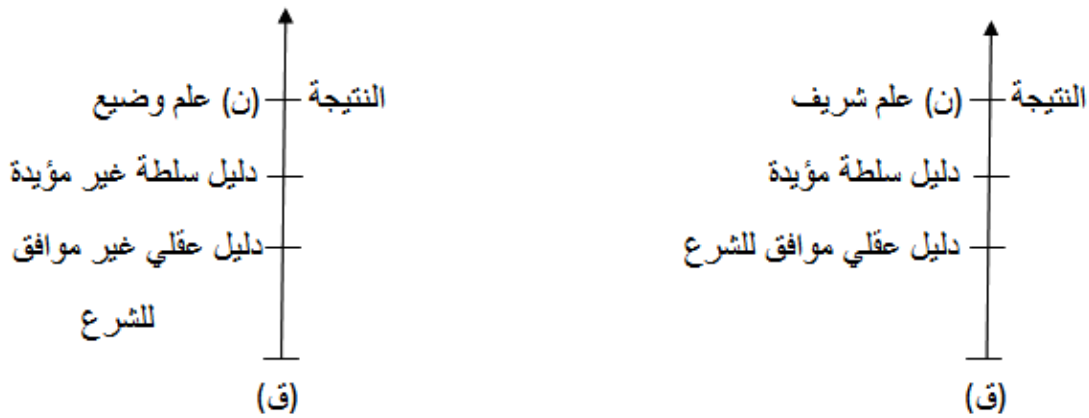 النتيجة (ن) علم شريف
دليل سلطة مؤيدة
دليل عقلي موافق للشرع
(ق)
النتيجة (ن) علم وضيع
دليل سلطة غير مؤيدة
دليل عقلي غير موافق
للشرع
(ق)